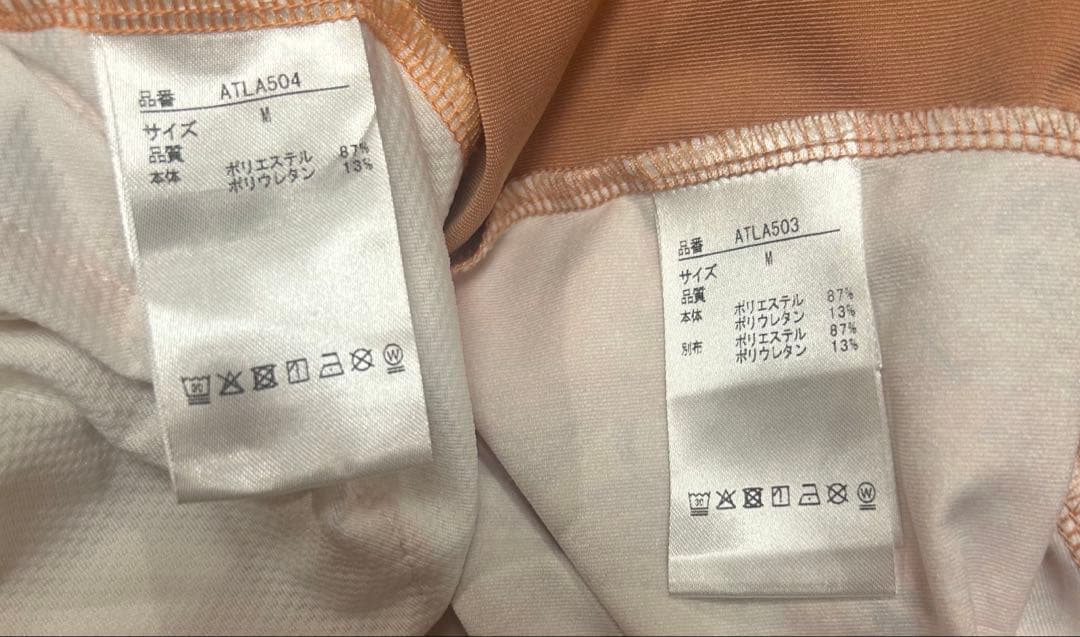 品番 ATLA504
サイズ M
品質
本体 ポリエステル 87%
ポリウレタン 13%
品番 ATLA503
サイズ M
品質
本体 ポリエステル 87%
ポリウレタン 13%
別布 ポリエステル 87%
ポリウレタン 13%